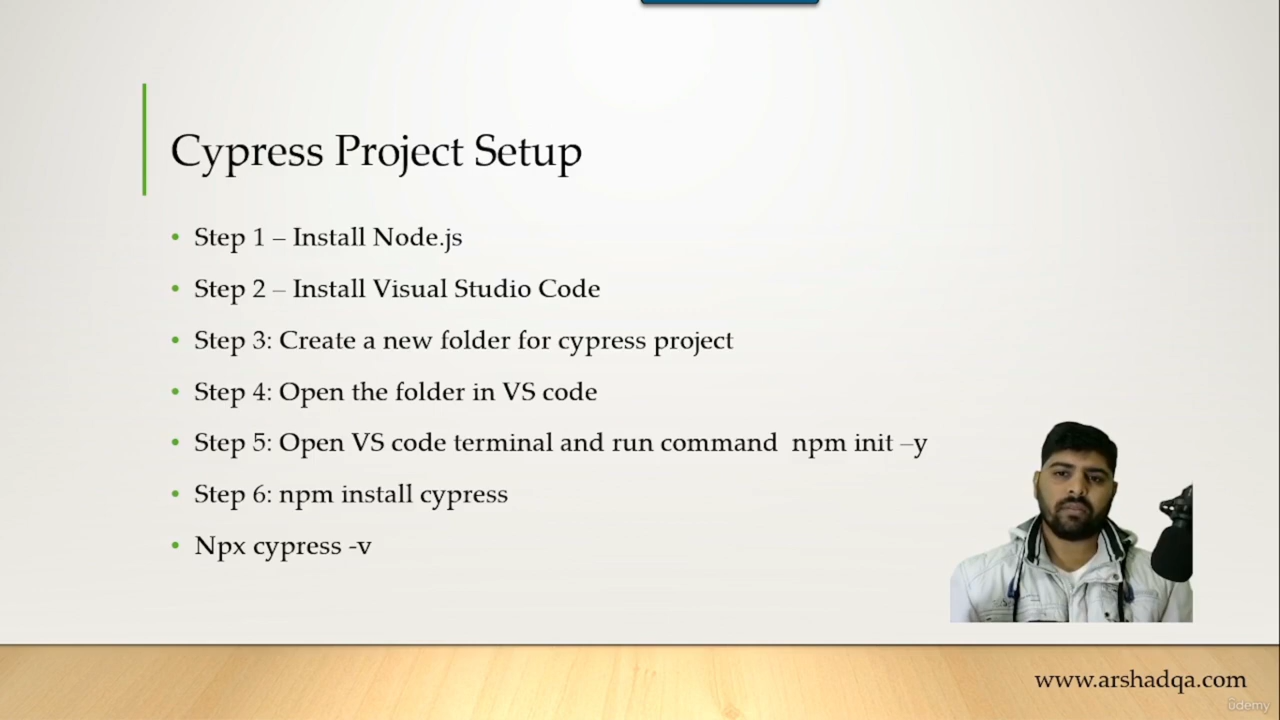 Cypress Project Setup
• Step 1 – Install Node.js
• Step 2 – Install Visual Studio Code
• Step 3: Create a new folder for cypress project
• Step 4: Open the folder in VS code
• Step 5: Open VS code terminal and run command  npm init –y
• Step 6: npm install cypress
• Npx cypress -v
www.arshadqa.com
ûdemy